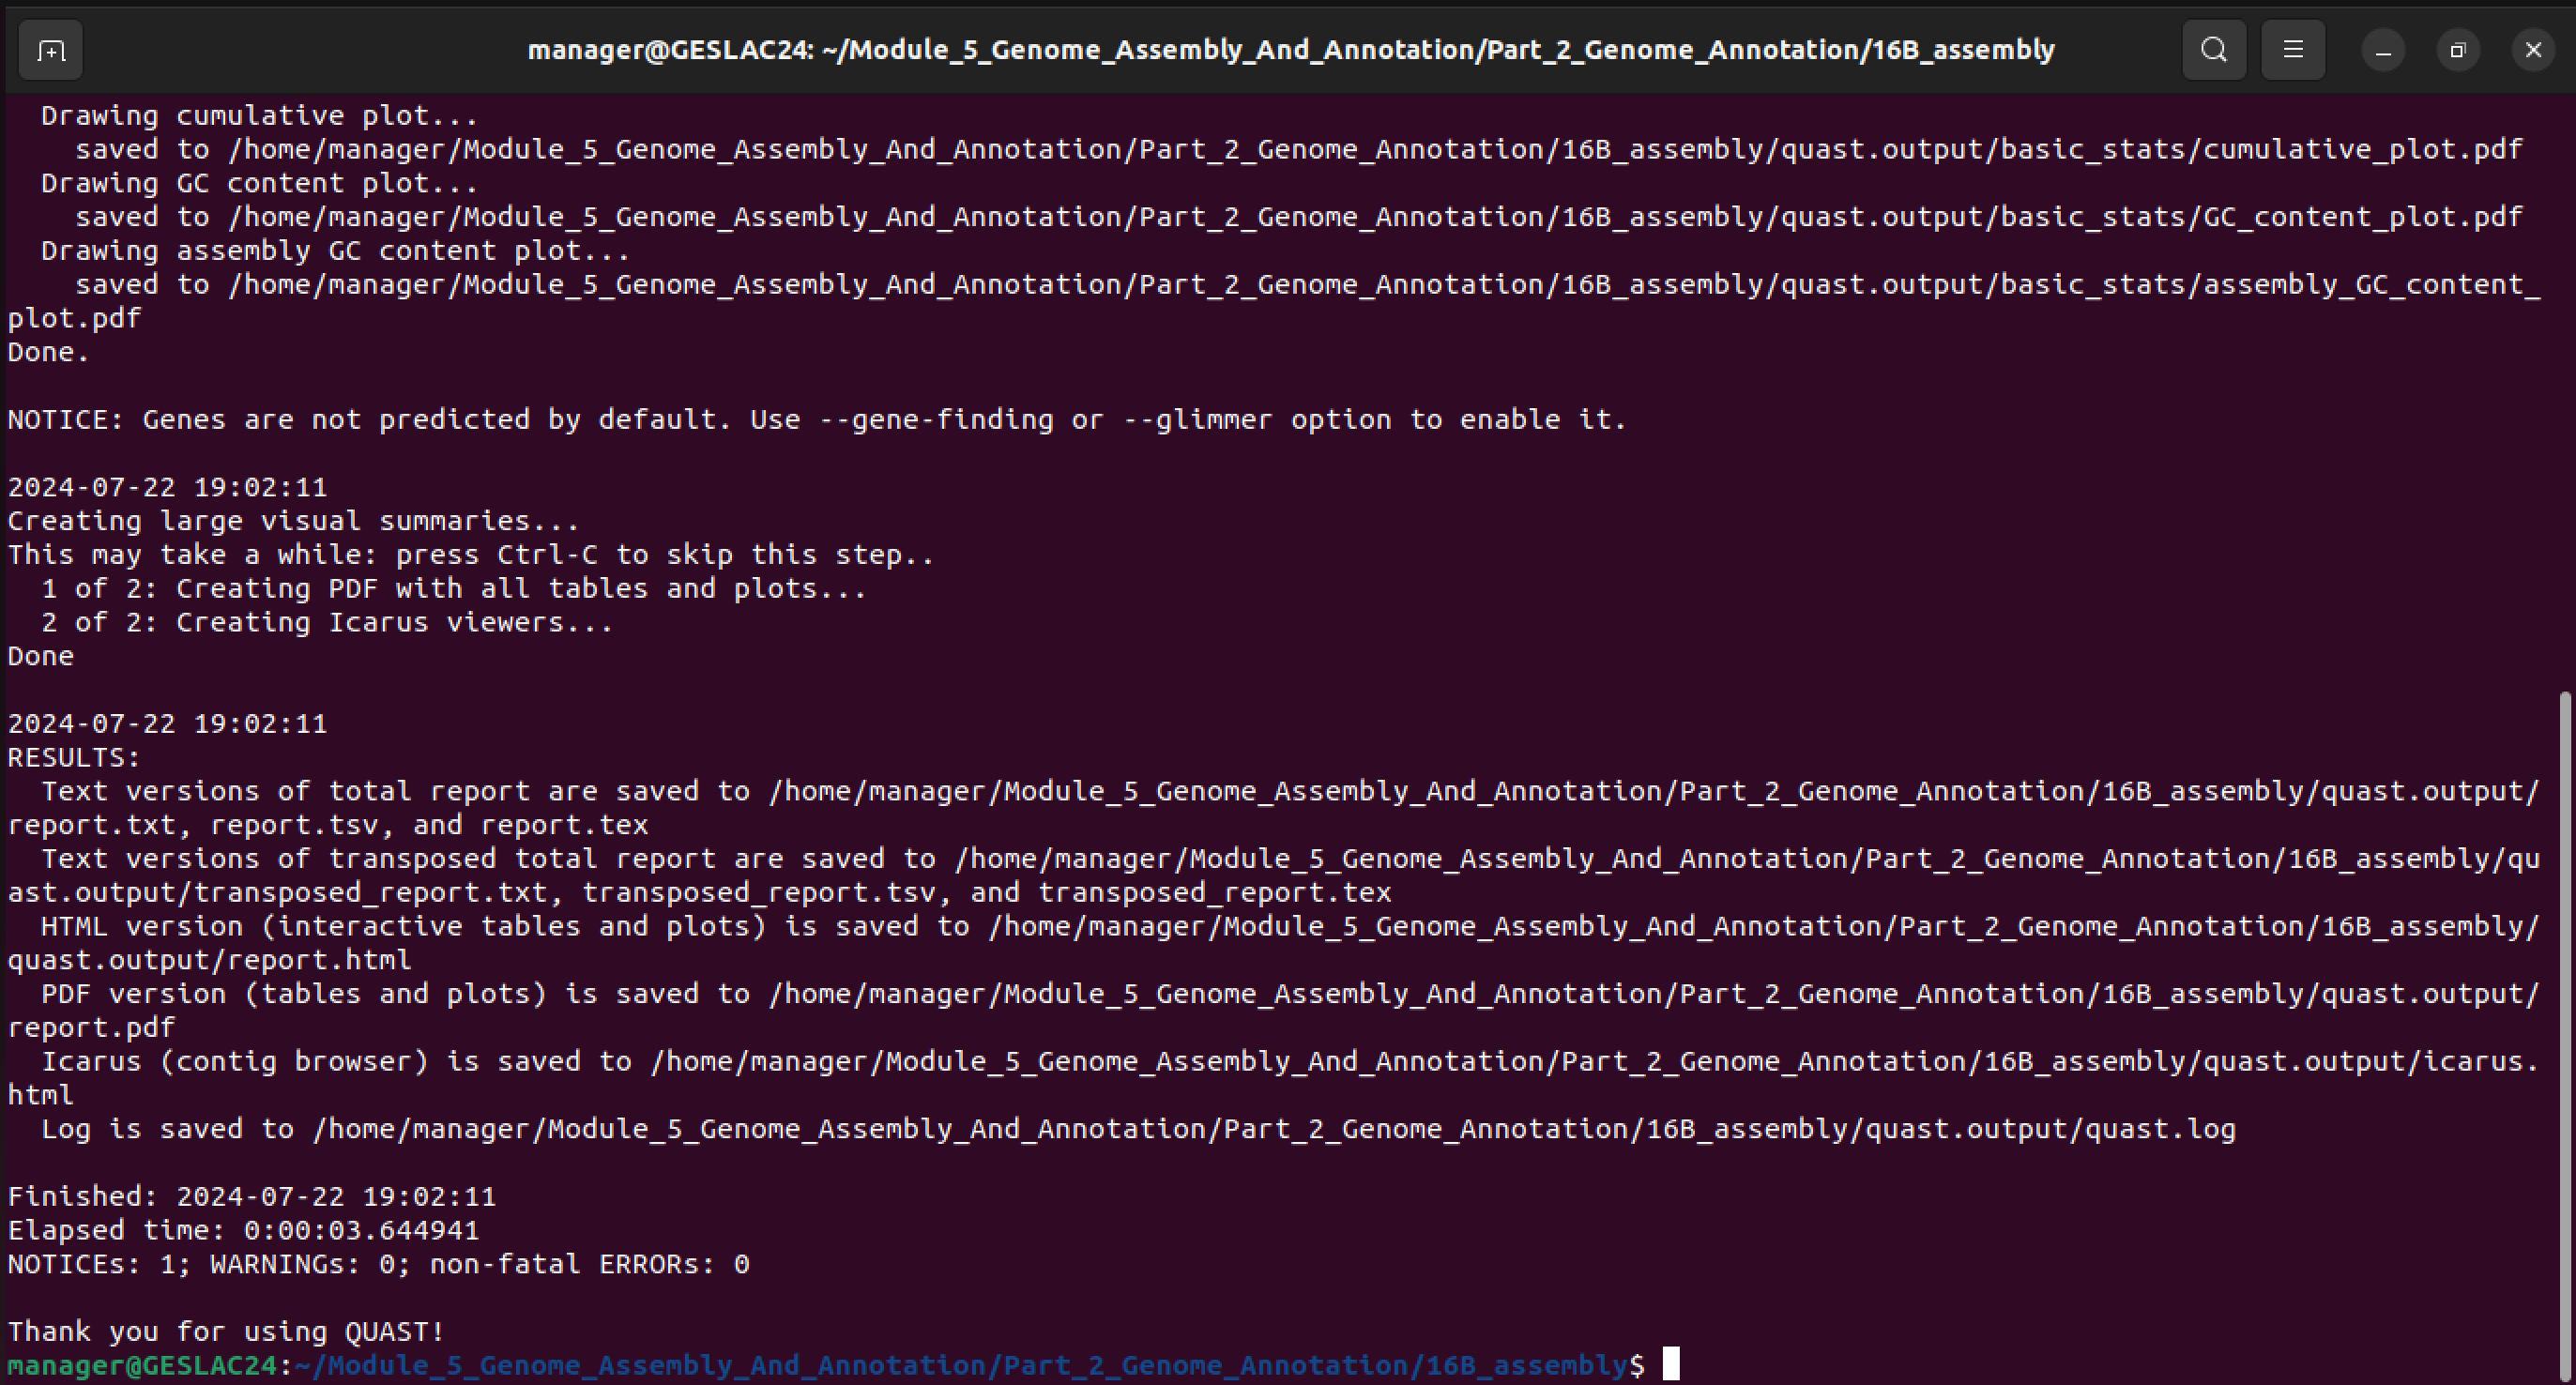 manager@GESLAC24: ~/Module_5_Genome_Assembly_And_Annotation/Part_2_Genome_Annotation/16B_assembly
  Drawing cumulative plot...
    saved to /home/manager/Module_5_Genome_Assembly_And_Annotation/Part_2_Genome_Annotation/16B_assembly/quast.output/basic_stats/cumulative_plot.pdf
  Drawing GC content plot...
    saved to /home/manager/Module_5_Genome_Assembly_And_Annotation/Part_2_Genome_Annotation/16B_assembly/quast.output/basic_stats/GC_content_plot.pdf
  Drawing assembly GC content plot...
    saved to /home/manager/Module_5_Genome_Assembly_And_Annotation/Part_2_Genome_Annotation/16B_assembly/quast.output/basic_stats/assembly_GC_content_
plot.pdf
Done.

NOTICE: Genes are not predicted by default. Use --gene-finding or --glimmer option to enable it.

2024-07-22 19:02:11
Creating large visual summaries...
This may take a while: press Ctrl-C to skip this step..
  1 of 2: Creating PDF with all tables and plots...
  2 of 2: Creating Icarus viewers...
Done

2024-07-22 19:02:11
RESULTS:
  Text versions of total report are saved to /home/manager/Module_5_Genome_Assembly_And_Annotation/Part_2_Genome_Annotation/16B_assembly/quast.output/
report.txt, report.tsv, and report.tex
  Text versions of transposed total report are saved to /home/manager/Module_5_Genome_Assembly_And_Annotation/Part_2_Genome_Annotation/16B_assembly/qu
ast.output/transposed_report.txt, transposed_report.tsv, and transposed_report.tex
  HTML version (interactive tables and plots) is saved to /home/manager/Module_5_Genome_Assembly_And_Annotation/Part_2_Genome_Annotation/16B_assembly/
quast.output/report.html
  PDF version (tables and plots) is saved to /home/manager/Module_5_Genome_Assembly_And_Annotation/Part_2_Genome_Annotation/16B_assembly/quast.output/
report.pdf
  Icarus (contig browser) is saved to /home/manager/Module_5_Genome_Assembly_And_Annotation/Part_2_Genome_Annotation/16B_assembly/quast.output/icarus.
html
  Log is saved to /home/manager/Module_5_Genome_Assembly_And_Annotation/Part_2_Genome_Annotation/16B_assembly/quast.output/quast.log

Finished: 2024-07-22 19:02:11
Elapsed time: 0:00:03.644941
NOTICEs: 1; WARNINGs: 0; non-fatal ERRORs: 0

Thank you for using QUAST!
manager@GESLAC24:~/Module_5_Genome_Assembly_And_Annotation/Part_2_Genome_Annotation/16B_assembly$